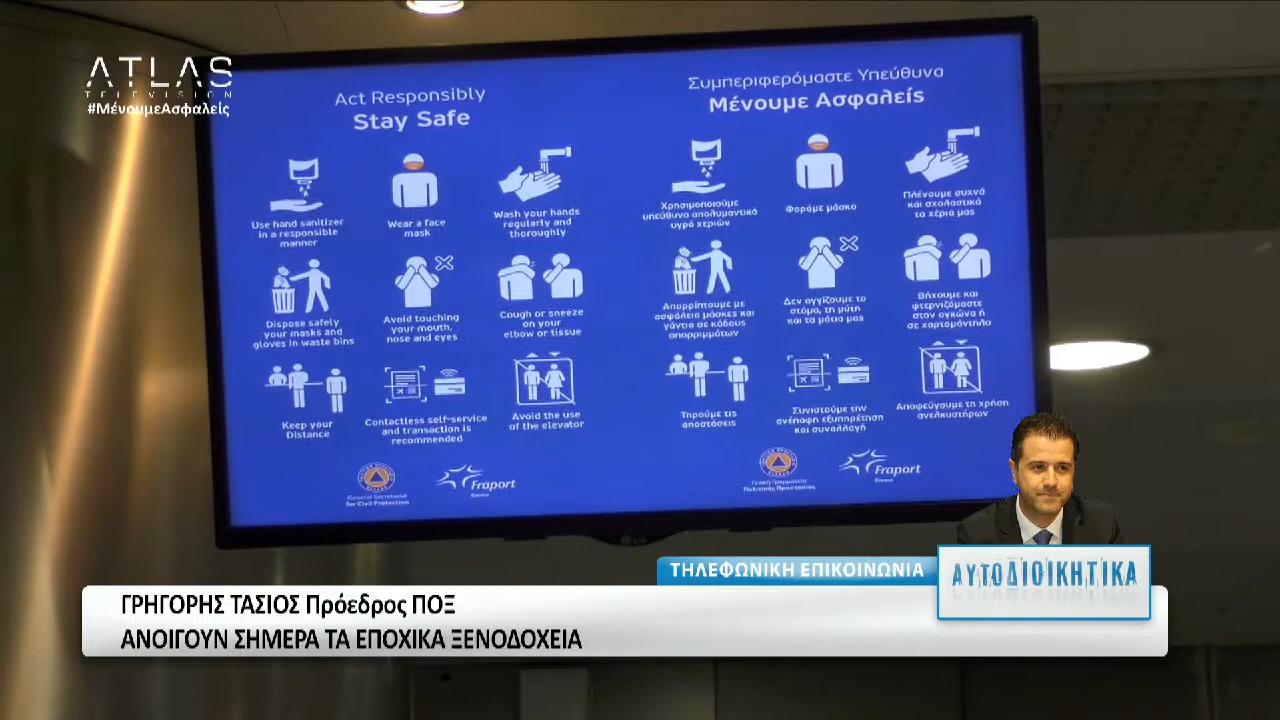 ATLAS
TELEVISION
#ΜένουμεΑσφαλείς
Act Responsibly
Stay Safe
Use hand sanitizer
in a responsible
manner
Wear a face
mask
Wash your hands
regularly and
thoroughly
Dispose safely
your masks and
gloves in waste bins
Avoid touching
your mouth,
nose and eyes
Cough or sneeze
on your
elbow or tissue
Keep your
Distance
Contactless self-service
and transaction is
recommended
Avoid the use
of the elevator
General Secretariat
for Civil Protection
Fraport
Greece
Συμπεριφερόμαστε Υπεύθυνα
Μένουμε Ασφαλείς
Χρησιμοποιούμε
υπεύθυνα απολυμαντικό
υγρό χεριών
Φοράμε μάσκα
Πλένουμε συχνά
και σχολαστικά
τα χέρια μας
Απορρίπτουμε με
ασφάλεια μάσκες και
γάντια σε κάδους
απορριμμάτων
Δεν αγγίζουμε το
στόμα, τη μύτη
και τα μάτια μας
Βήχουμε και
φτερνιζόμαστε
στον αγκώνα ή
σε χαρτομάντηλο
Τηρούμε τις
αποστάσεις
Συνιστούμε την
ανέπαφη εξυπηρέτηση
και συναλλαγή
Αποφεύγουμε τη χρήση
ανελκυστήρων
Γενική Γραμματεία
Πολιτικής Προστασίας
Fraport
Greece
LG
ΤΗΛΕΦΩΝΙΚΗ ΕΠΙΚΟΙΝΩΝΙΑ
ΑΥΤΟΔΙΟΙΚΗΤΙΚΑ
ΓΡΗΓΟΡΗΣ ΤΑΣΙΟΣ Πρόεδρος ΠΟΞ
ΑΝΟΙΓΟΥΝ ΣΗΜΕΡΑ ΤΑ ΕΠΟΧΙΚΑ ΞΕΝΟΔΟΧΕΙΑ